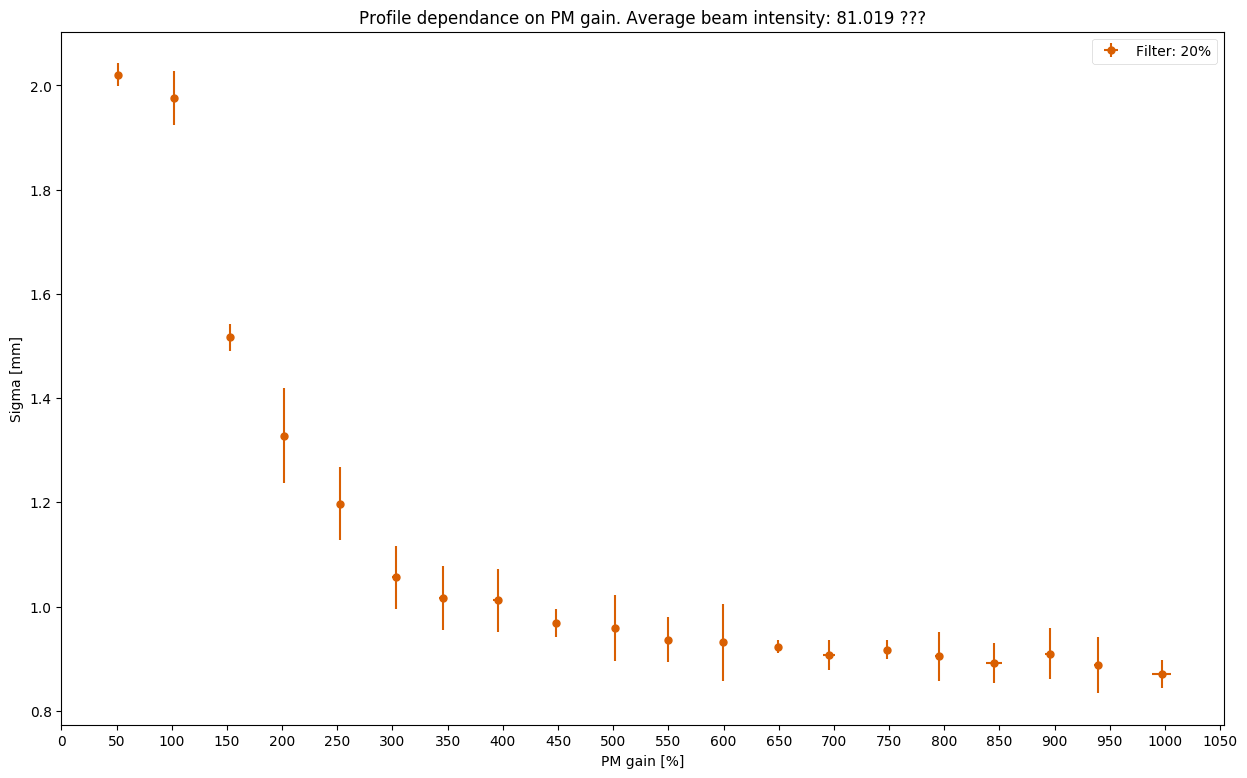 Profile dependance on PM gain. Average beam intensity: 81.019 ???
Filter: 20%
2.0
1.8
1.6
1.4
1.2
1.0
0.8
Sigma [mm]
0 50 100 150 200 250 300 350 400 450 500 550 600 650 700 750 800 850 900 950 1000 1050
PM gain [%]